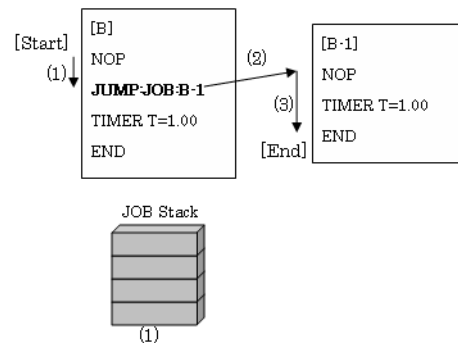 [Start]
(1)
[B]
NOP
JUMP JOB:B-1
TIMER T=1.00
END
(2)
(3)
[End]
[B-1]
NOP
TIMER T=1.00
END
JOB Stack
(1)